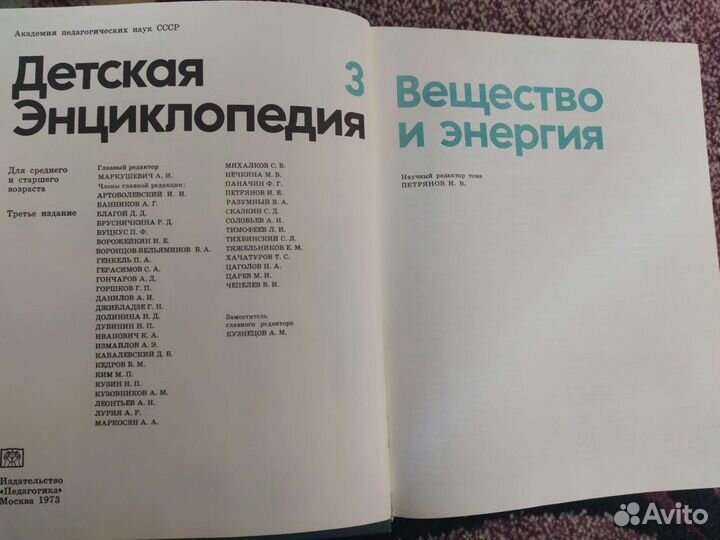 Академия педагогических наук СССР
Детская 3
Энциклопедия
Для среднего
и старшего
возраста
Третье издание
Главный редактор
МАРКУШЕВИЧ А. И.
Члены главной редакции:
АРТОБОЛЕВСКИЙ И. И.
БАННИКОВ А. Г.
БЛАГОЙ Д. Д.
БРУСНИЧКИНА Р. Д.
БУЦКУС П. Ф.
ВОРОЖЕЙКИН И. Е.
ВОРОНЦОВ-ВЕЛЬЯМИНОВ Б. А.
ГЕНКЕЛЬ П. А.
ГЕРАСИМОВ С. А.
ГОНЧАРОВ А. Д.
ГОРШКОВ Г. П.
ДАНИЛОВ А. И.
ДЖИБЛАДЗЕ Г. Н.
ДОЛИНИНА Н. Д.
ДУБИНИН Н. П.
ИВАНОВИЧ К. А.
ИЗМАЙЛОВ А. Э.
КАБАЛЕВСКИЙ Д. Б.
КЕДРОВ Б. М.
КИМ М. П.
КУЗИН Н. П.
КУЗОВНИКОВ А. М.
ЛЕОНТЬЕВ А. Н.
ЛУРИЯ А. Р.
МАРКОСЯН А. А.
МИХАЛКОВ С. В.
НЕЧКИНА М. В.
ПАНАЧИН Ф. Г.
ПЕТРЯНОВ И. В.
РАЗУМНЫЙ В. А.
СКАЗКИН С. Д.
СОЛОВЬЕВ А. И.
ТИМОФЕЕВ Л. И.
ТИХВИНСКИЙ С. Л.
ТЯЖЕЛЬНИКОВ Е. М.
ХАЧАТУРОВ Т. С.
ЦАГОЛОВ Н. А.
ЦАРЕВ М. И.
ЧЕПЕЛЕВ В. И.
Заместитель
главного редактора
КУЗНЕЦОВ А. М.
Издательство
«Педагогика»
Москва 1973
Вещество
и энергия
Научный редактор тома
ПЕТРЯНОВ И. В.
Avito